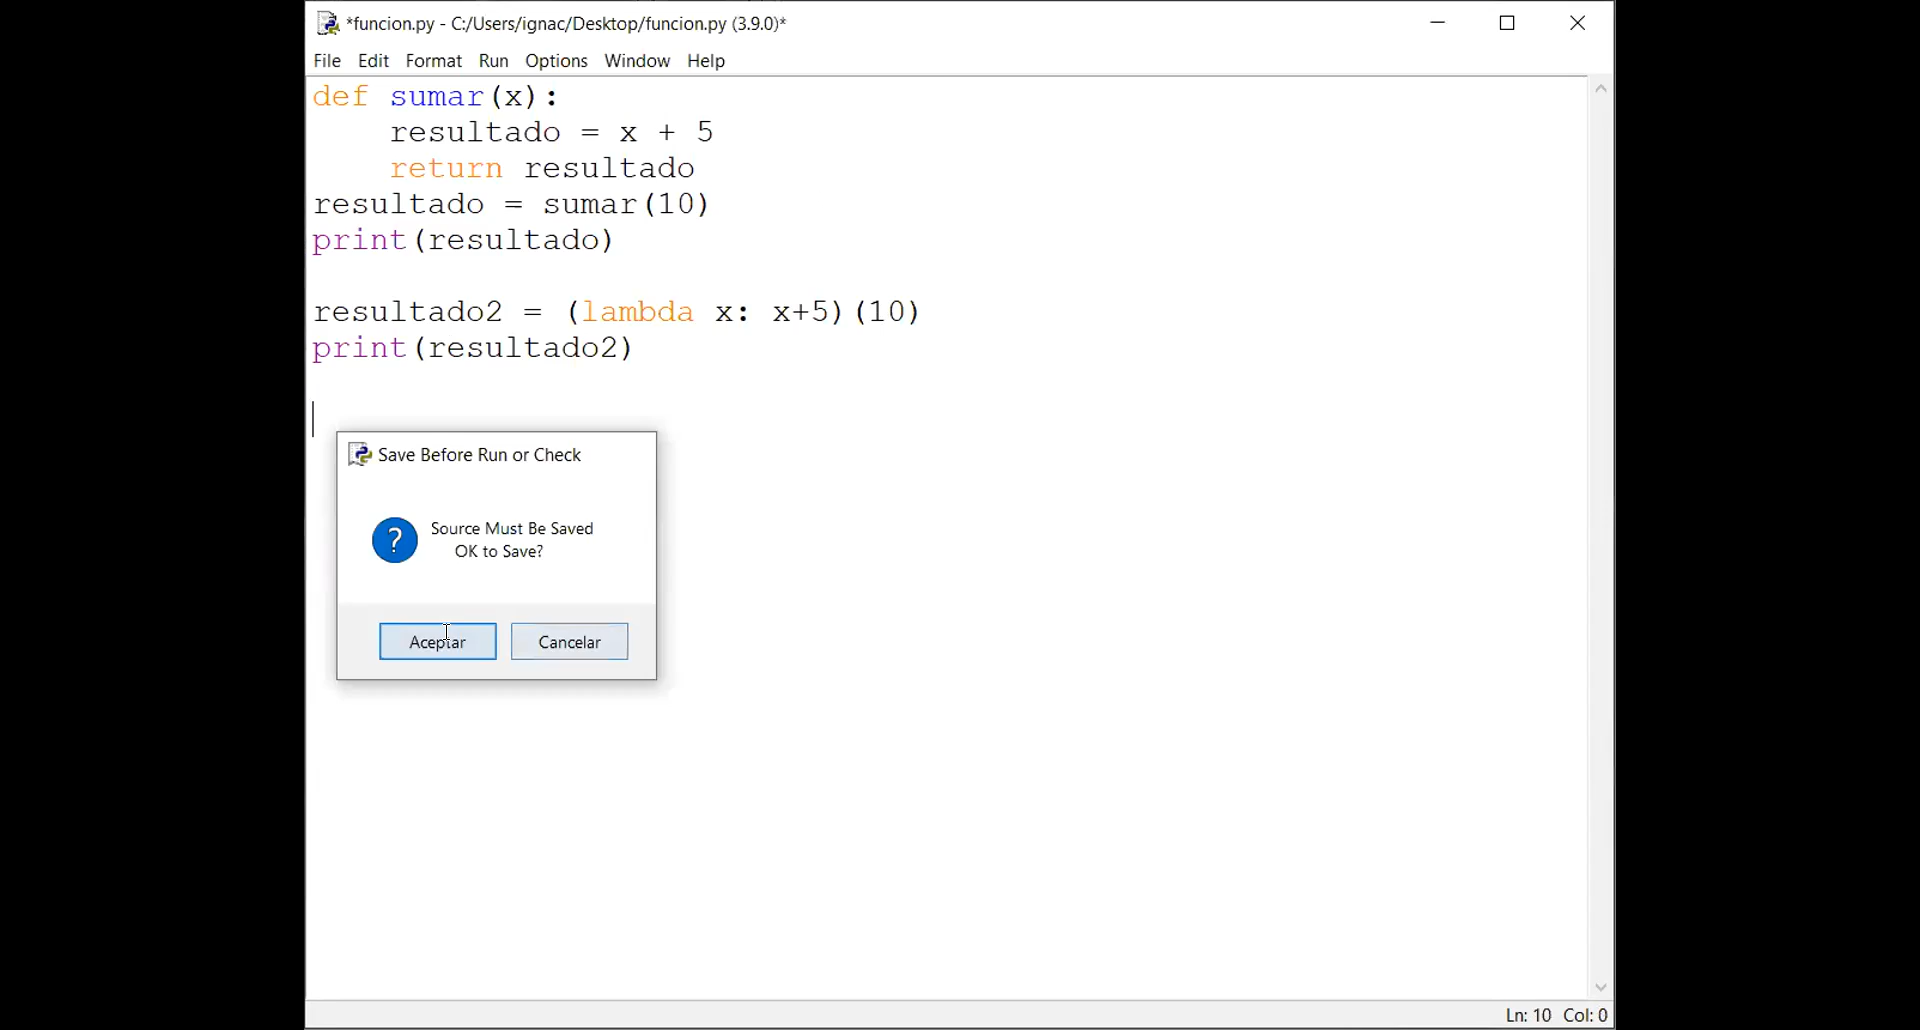 *funcion.py - C:/Users/ignac/Desktop/funcion.py (3.9.0)*
File Edit Format Run Options Window Help
def sumar(x):
    resultado = x + 5
    return resultado
resultado = sumar(10)
print(resultado)
resultado2 = (lambda x: x+5)(10)
print(resultado2)
Save Before Run or Check
Source Must Be Saved
OK to Save?
Aceptar Cancelar
Ln: 10 Col: 0